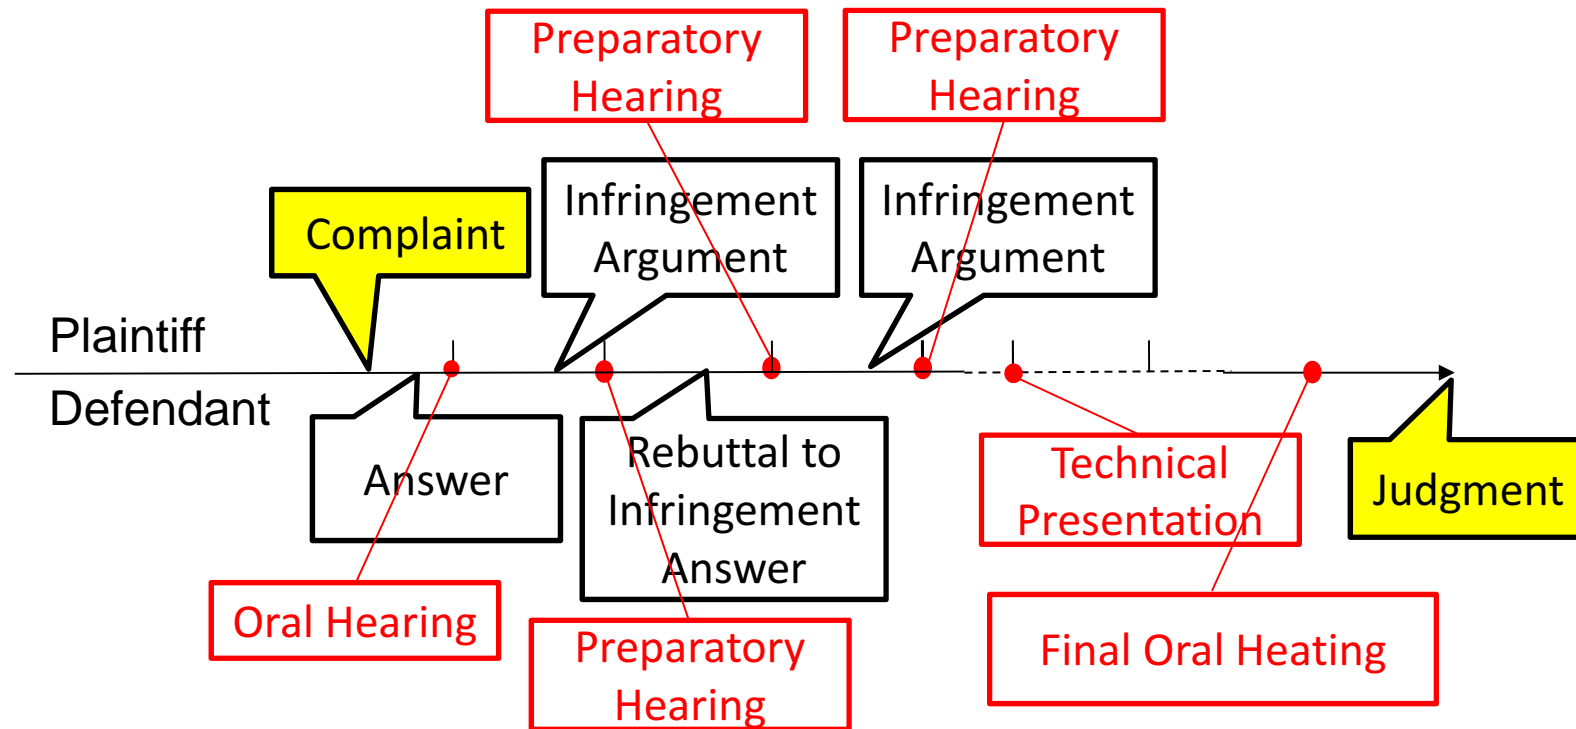 Preparatory
Hearing
Preparatory
Hearing
Complaint
Infringement
Argument
Infringement
Argument
Plaintiff
Defendant
Answer
Rebuttal to
Infringement
Answer
Technical
Presentation
Judgment
Oral Hearing
Preparatory
Hearing
Final Oral Heating